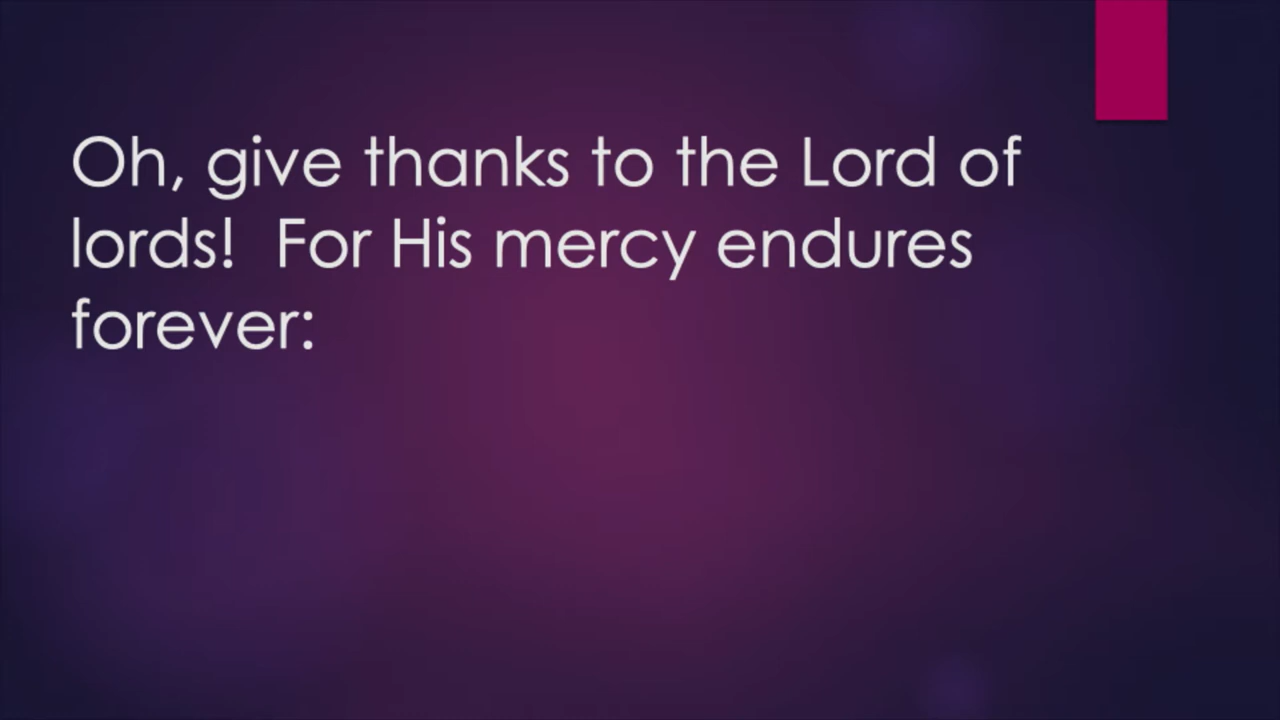 Oh, give thanks to the Lord of
lords!  For His mercy endures
forever: